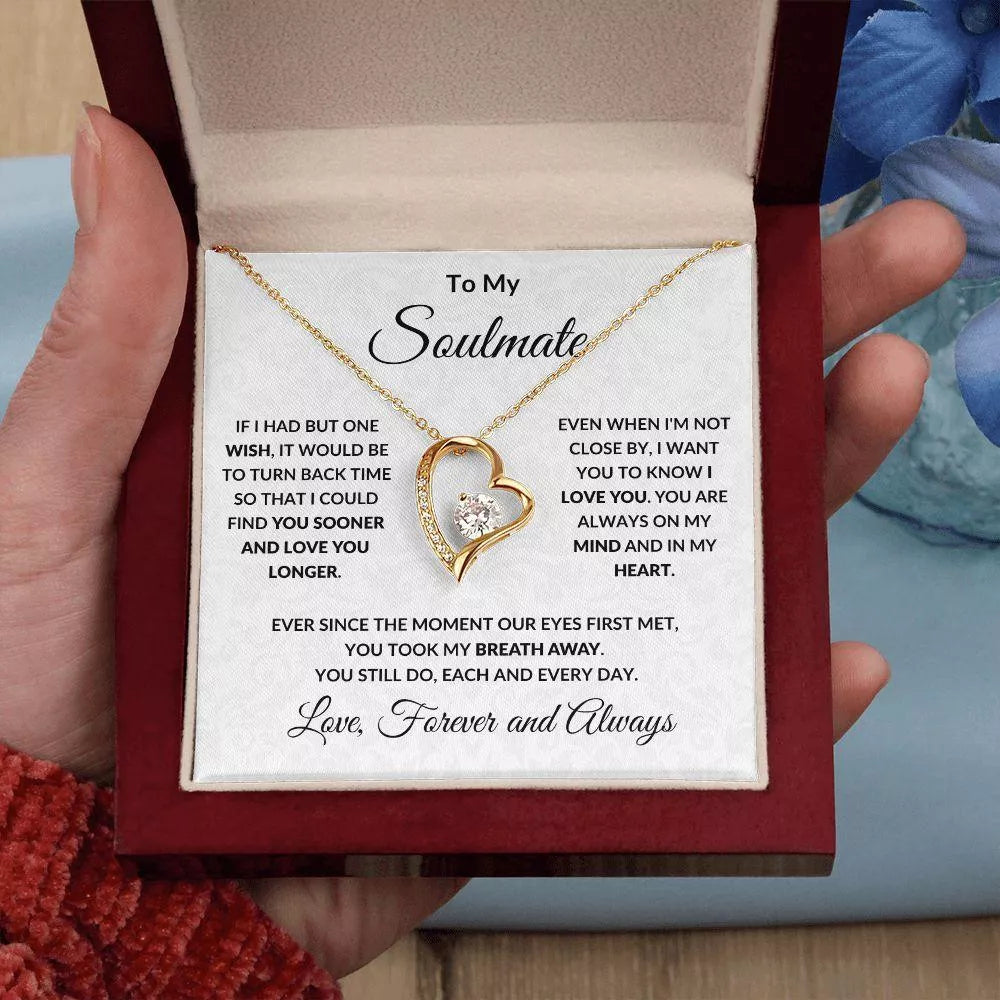 To My
Soulmate
IF I HAD BUT ONE
WISH, IT WOULD BE
TO TURN BACK TIME
SO THAT I COULD
FIND YOU SOONER
AND LOVE YOU
LONGER.
EVEN WHEN I'M NOT
CLOSE BY, I WANT
YOU TO KNOW I
LOVE YOU. YOU ARE
ALWAYS ON MY
MIND AND IN MY
HEART.
EVER SINCE THE MOMENT OUR EYES FIRST MET,
YOU TOOK MY BREATH AWAY.
YOU STILL DO, EACH AND EVERY DAY.
Love, Forever and Always